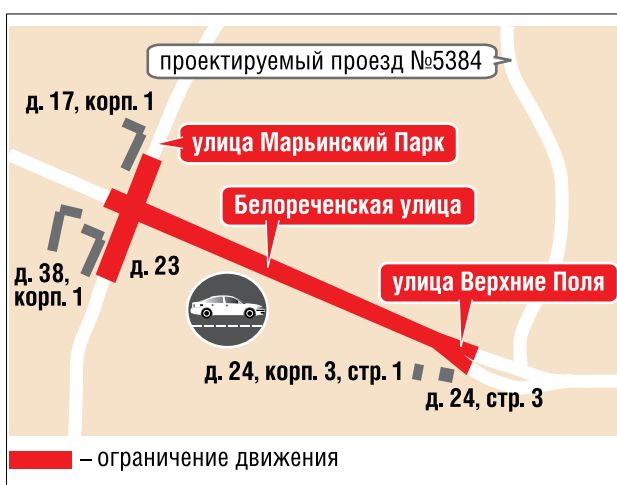 проектируемый проезд №5384
д. 17, корп. 1
улица Марьинский Парк
Белореченская улица
д. 38,
корп. 1
д. 23
улица Верхние Поля
д. 24, корп. 3, стр. 1
д. 24, стр. 3
– ограничение движения